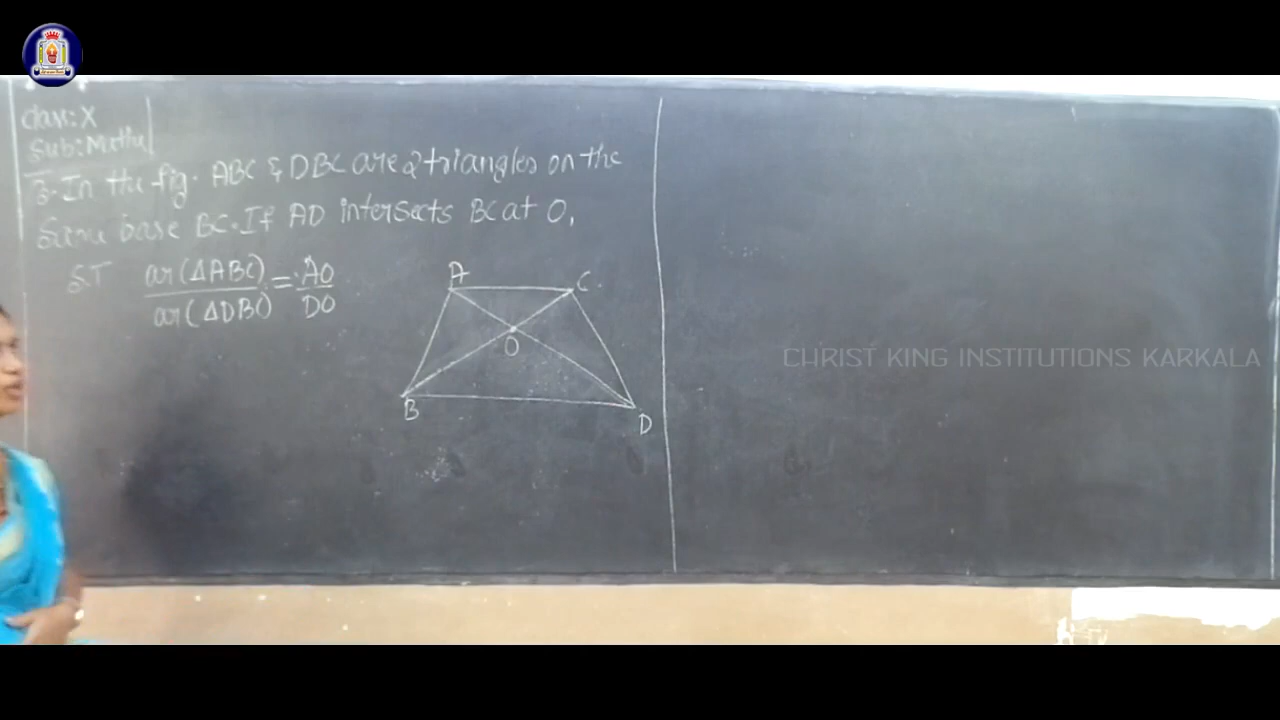 Class: X
Sub: Maths
3. In the fig. ABC & DBC are 2 triangles on the
same base BC. If AD intersects BC at O,
S.T ar(ΔABC) = AO
ar(ΔDBC) DO
A C
O
B D
CHRIST KING INSTITUTIONS KARKALA